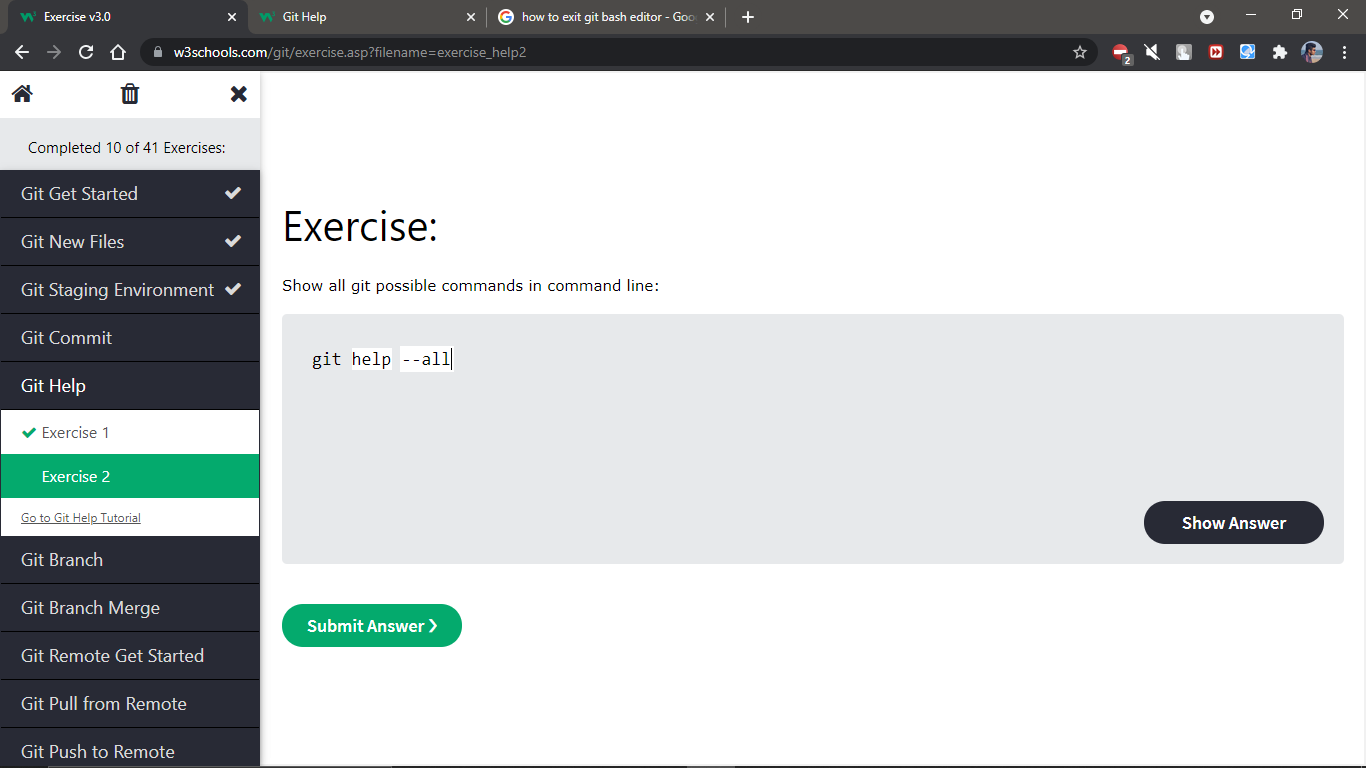 Exercise v3.0
Git Help
how to exit git bash editor - Goo
w3schools.com/git/exercise.asp?filename=exercise_help2
2
Completed 10 of 41 Exercises:
Git Get Started
Git New Files
Git Staging Environment
Git Commit
Git Help
Exercise 1
Exercise 2
Go to Git Help Tutorial
Git Branch
Git Branch Merge
Git Remote Get Started
Git Pull from Remote
Git Push to Remote
Exercise:
Show all git possible commands in command line:
git help --all
Show Answer
Submit Answer ❯